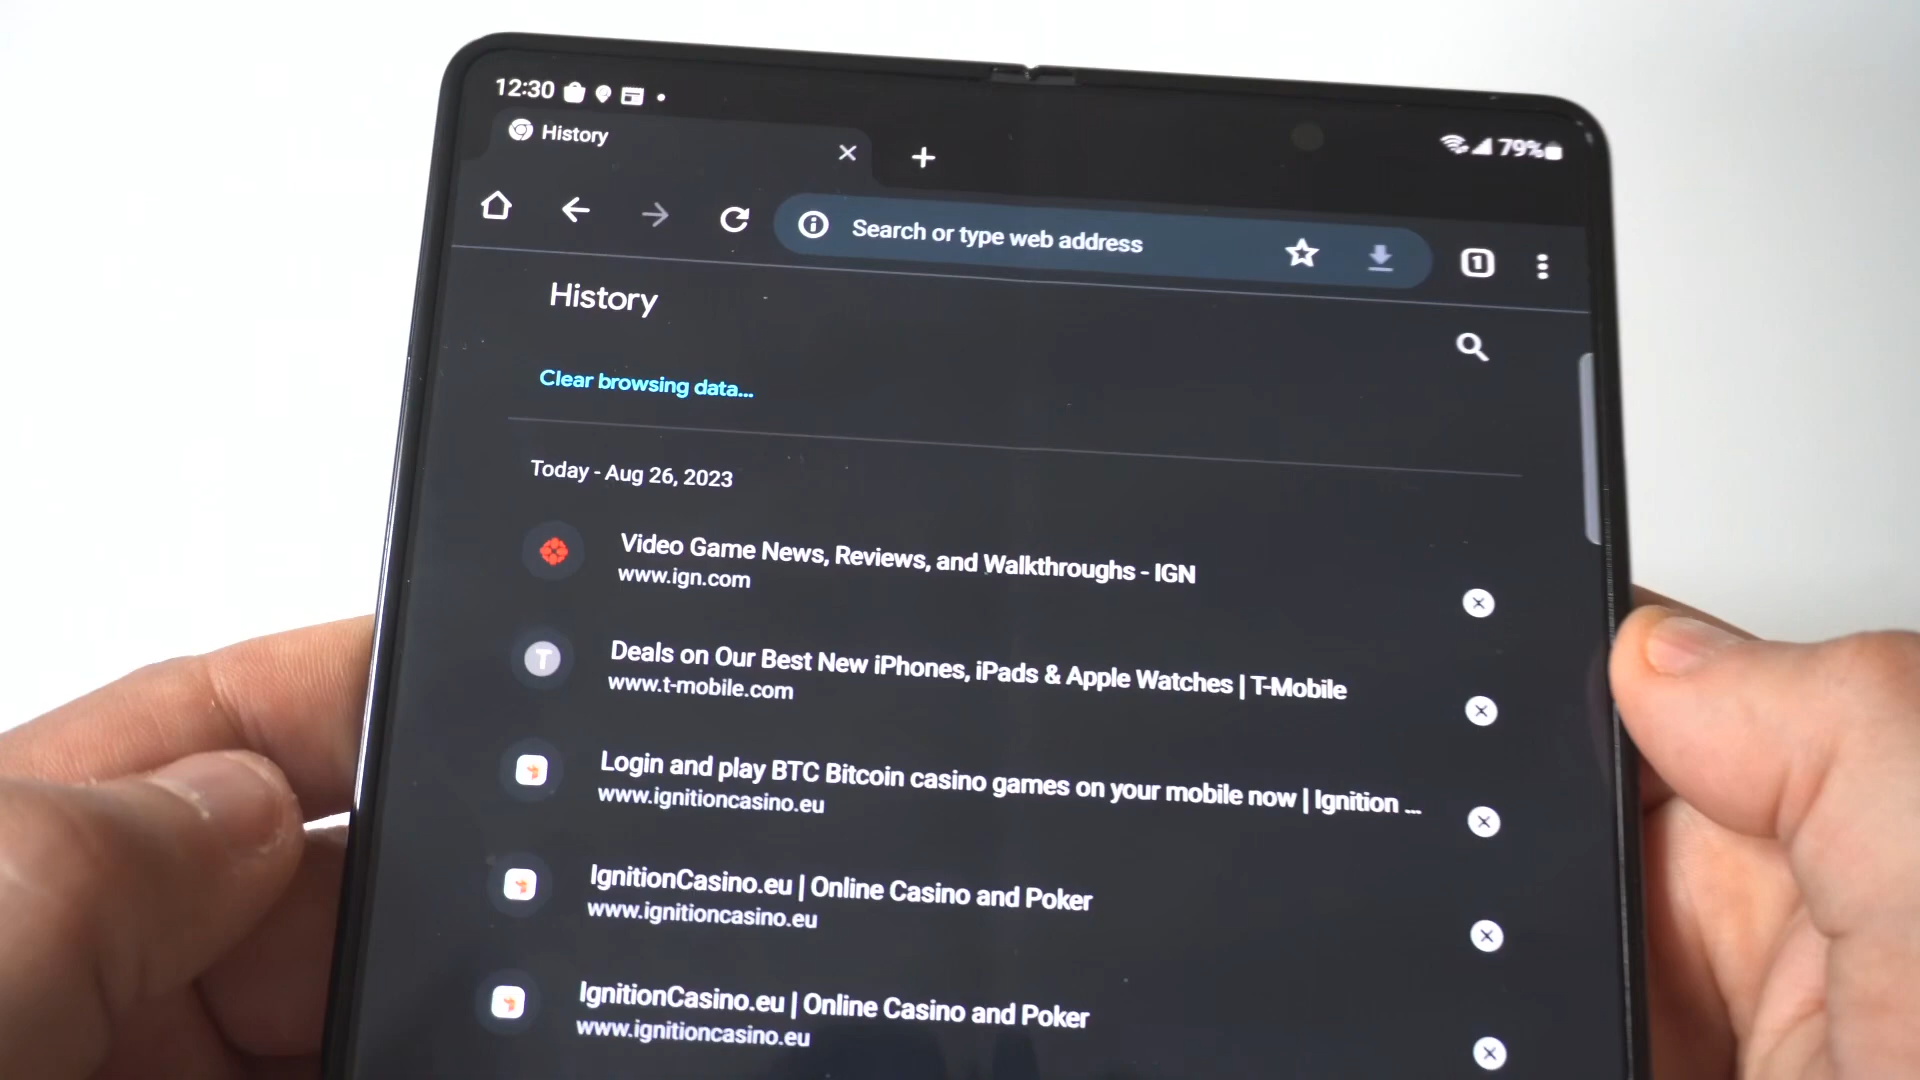 12:30
79%
History
Search or type web address
1
History
Clear browsing data...
Today - Aug 26, 2023
Video Game News, Reviews, and Walkthroughs - IGN
www.ign.com
T
Deals on Our Best New iPhones, iPads & Apple Watches | T-Mobile
www.t-mobile.com
Login and play BTC Bitcoin casino games on your mobile now | Ignition ...
www.ignitioncasino.eu
IgnitionCasino.eu | Online Casino and Poker
www.ignitioncasino.eu
IgnitionCasino.eu | Online Casino and Poker
www.ignitioncasino.eu